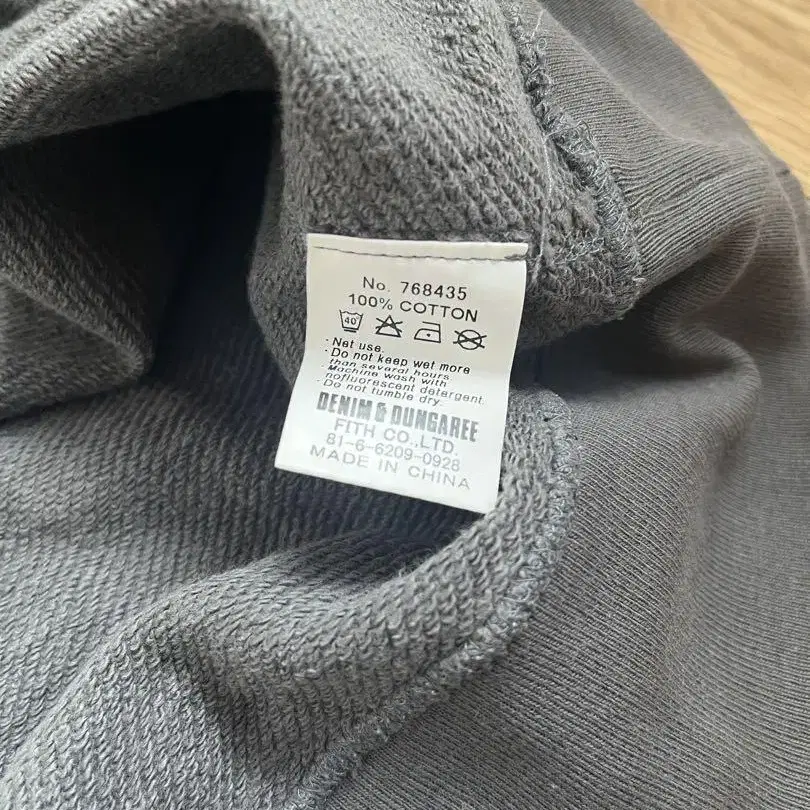 No. 768435
100% COTTON
40
· Net use.
· Do not keep wet more
than several hours
· Machine wash with
nofluorescent detergent.
· Do not tumble dry.
DENIM & DUNGAREE
FITH CO.,LTD.
81-6-6209-0928
MADE IN CHINA